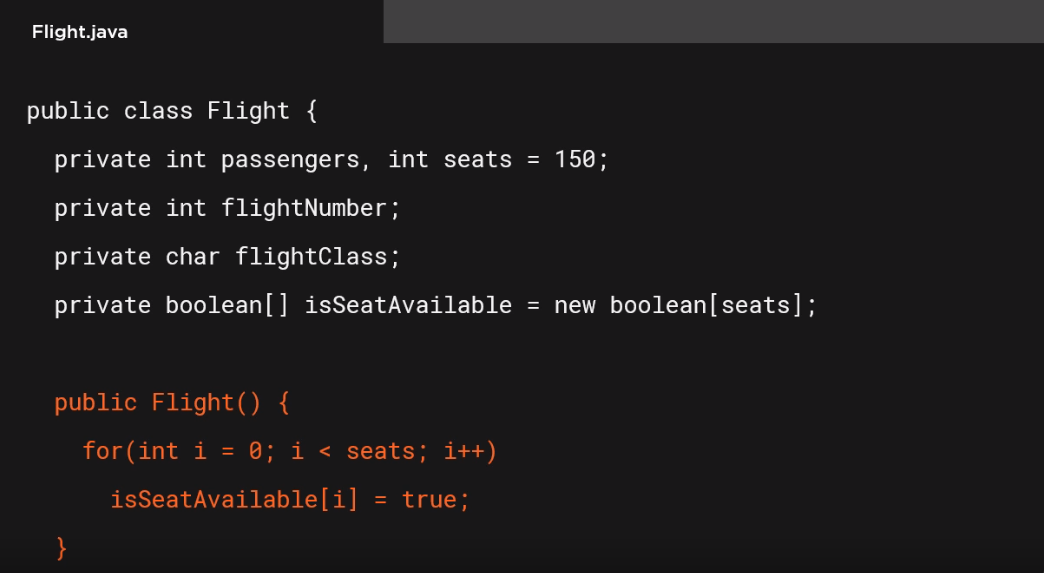 Flight.java
public class Flight {
private int passengers, int seats = 150;
private int flightNumber;
private char flightClass;
private boolean[] isSeatAvailable = new boolean[seats];
public Flight() {
for(int i = 0; i < seats; i++)
isSeatAvailable[i] = true;
}